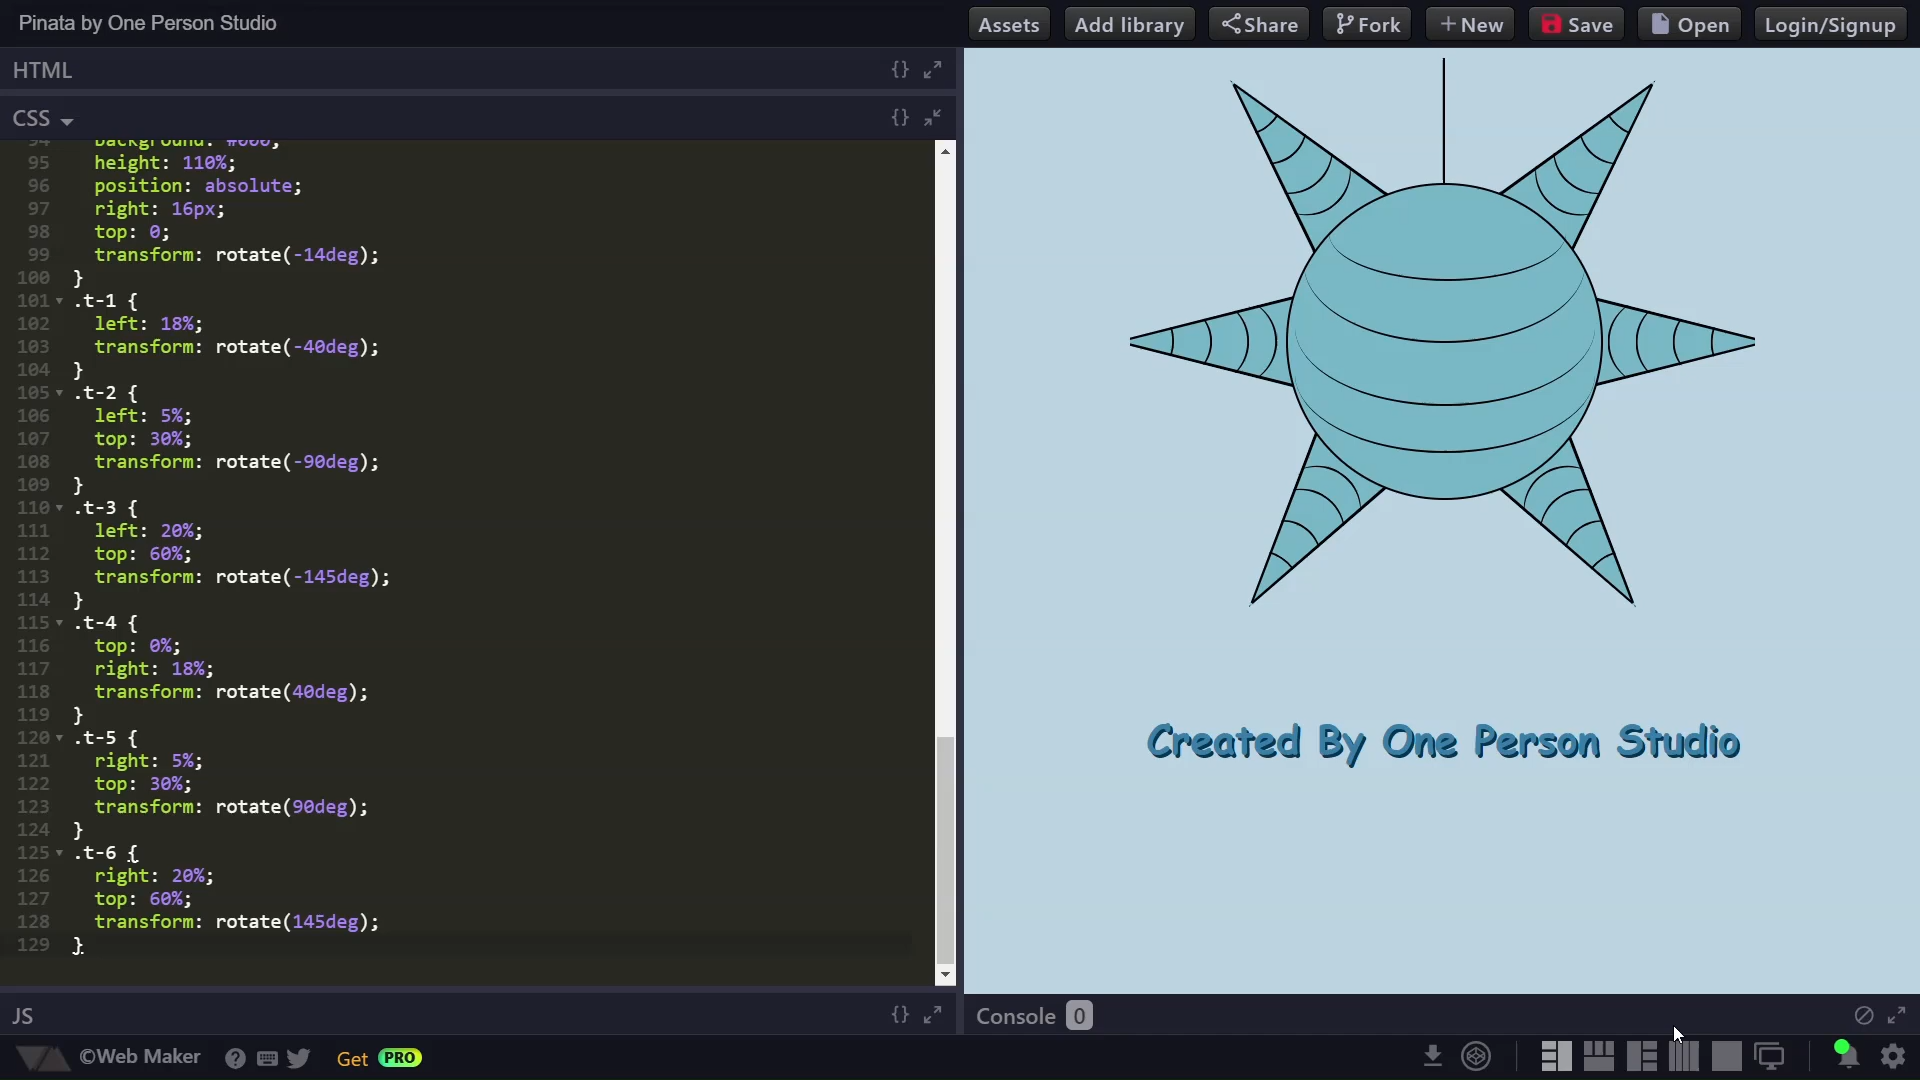 Pinata by One Person Studio
Assets
Add library
Share
Fork
+ New
Save
Open
Login/Signup
HTML
{}
CSS
{}
94 background: #000;
95 height: 110%;
96 position: absolute;
97 right: 16px;
98 top: 0;
99 transform: rotate(-14deg);
100 }
101 .t-1 {
102 left: 18%;
103 transform: rotate(-40deg);
104 }
105 .t-2 {
106 left: 5%;
107 top: 30%;
108 transform: rotate(-90deg);
109 }
110 .t-3 {
111 left: 20%;
112 top: 60%;
113 transform: rotate(-145deg);
114 }
115 .t-4 {
116 top: 0%;
117 right: 18%;
118 transform: rotate(40deg);
119 }
120 .t-5 {
121 right: 5%;
122 top: 30%;
123 transform: rotate(90deg);
124 }
125 .t-6 {
126 right: 20%;
127 top: 60%;
128 transform: rotate(145deg);
129 }
Created By One Person Studio
JS
{}
Console 0
©Web Maker
?
Get PRO